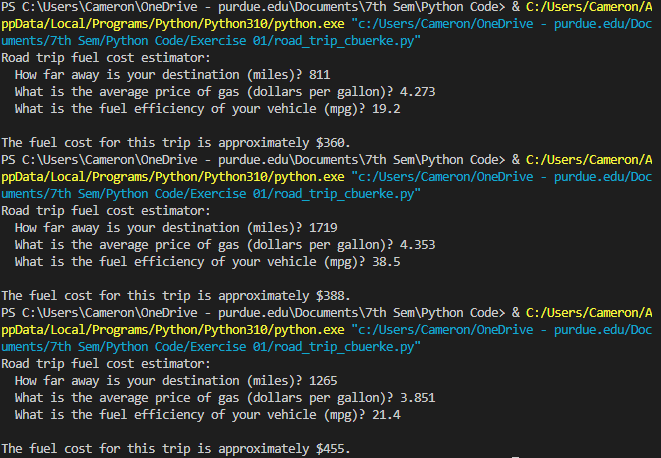 PS C:\Users\Cameron\OneDrive - purdue.edu\Documents\7th Sem\Python Code> & C:/Users/Cameron/A
ppData/Local/Programs/Python/Python310/python.exe "c:/Users/Cameron/OneDrive - purdue.edu/Doc
uments/7th Sem/Python Code/Exercise 01/road_trip_cbuerke.py"
Road trip fuel cost estimator:
  How far away is your destination (miles)? 811
  What is the average price of gas (dollars per gallon)? 4.273
  What is the fuel efficiency of your vehicle (mpg)? 19.2

The fuel cost for this trip is approximately $360.
PS C:\Users\Cameron\OneDrive - purdue.edu\Documents\7th Sem\Python Code> & C:/Users/Cameron/A
ppData/Local/Programs/Python/Python310/python.exe "c:/Users/Cameron/OneDrive - purdue.edu/Doc
uments/7th Sem/Python Code/Exercise 01/road_trip_cbuerke.py"
Road trip fuel cost estimator:
  How far away is your destination (miles)? 1719
  What is the average price of gas (dollars per gallon)? 4.353
  What is the fuel efficiency of your vehicle (mpg)? 38.5

The fuel cost for this trip is approximately $388.
PS C:\Users\Cameron\OneDrive - purdue.edu\Documents\7th Sem\Python Code> & C:/Users/Cameron/A
ppData/Local/Programs/Python/Python310/python.exe "c:/Users/Cameron/OneDrive - purdue.edu/Doc
uments/7th Sem/Python Code/Exercise 01/road_trip_cbuerke.py"
Road trip fuel cost estimator:
  How far away is your destination (miles)? 1265
  What is the average price of gas (dollars per gallon)? 3.851
  What is the fuel efficiency of your vehicle (mpg)? 21.4

The fuel cost for this trip is approximately $455.